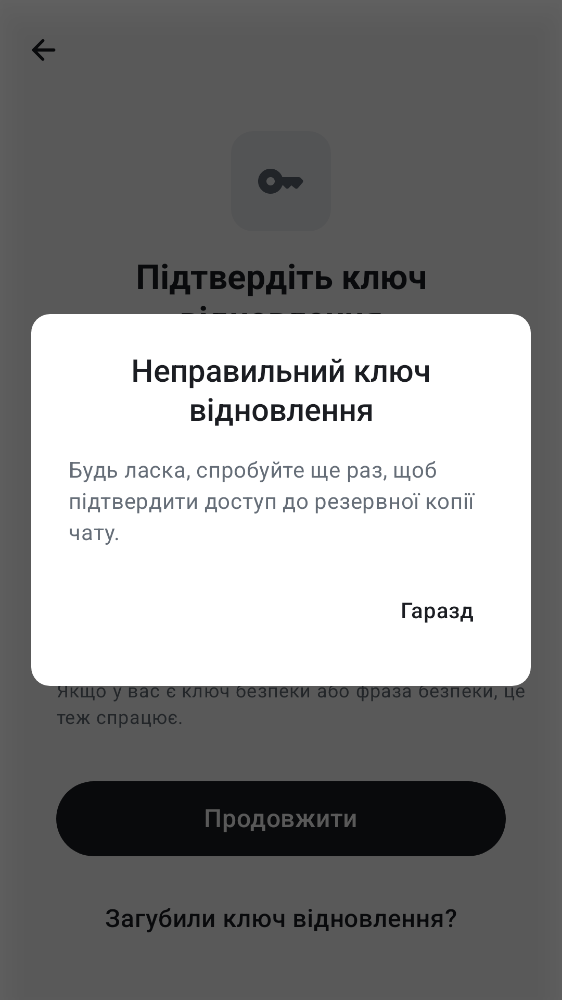 Підтвердіть ключ
відновлення
Неправильний ключ
відновлення
Будь ласка, спробуйте ще раз, щоб
підтвердити доступ до резервної копії
чату.
Гаразд
Якщо у вас є ключ безпеки або фраза безпеки, це
теж спрацює.
Продовжити
Загубили ключ відновлення?